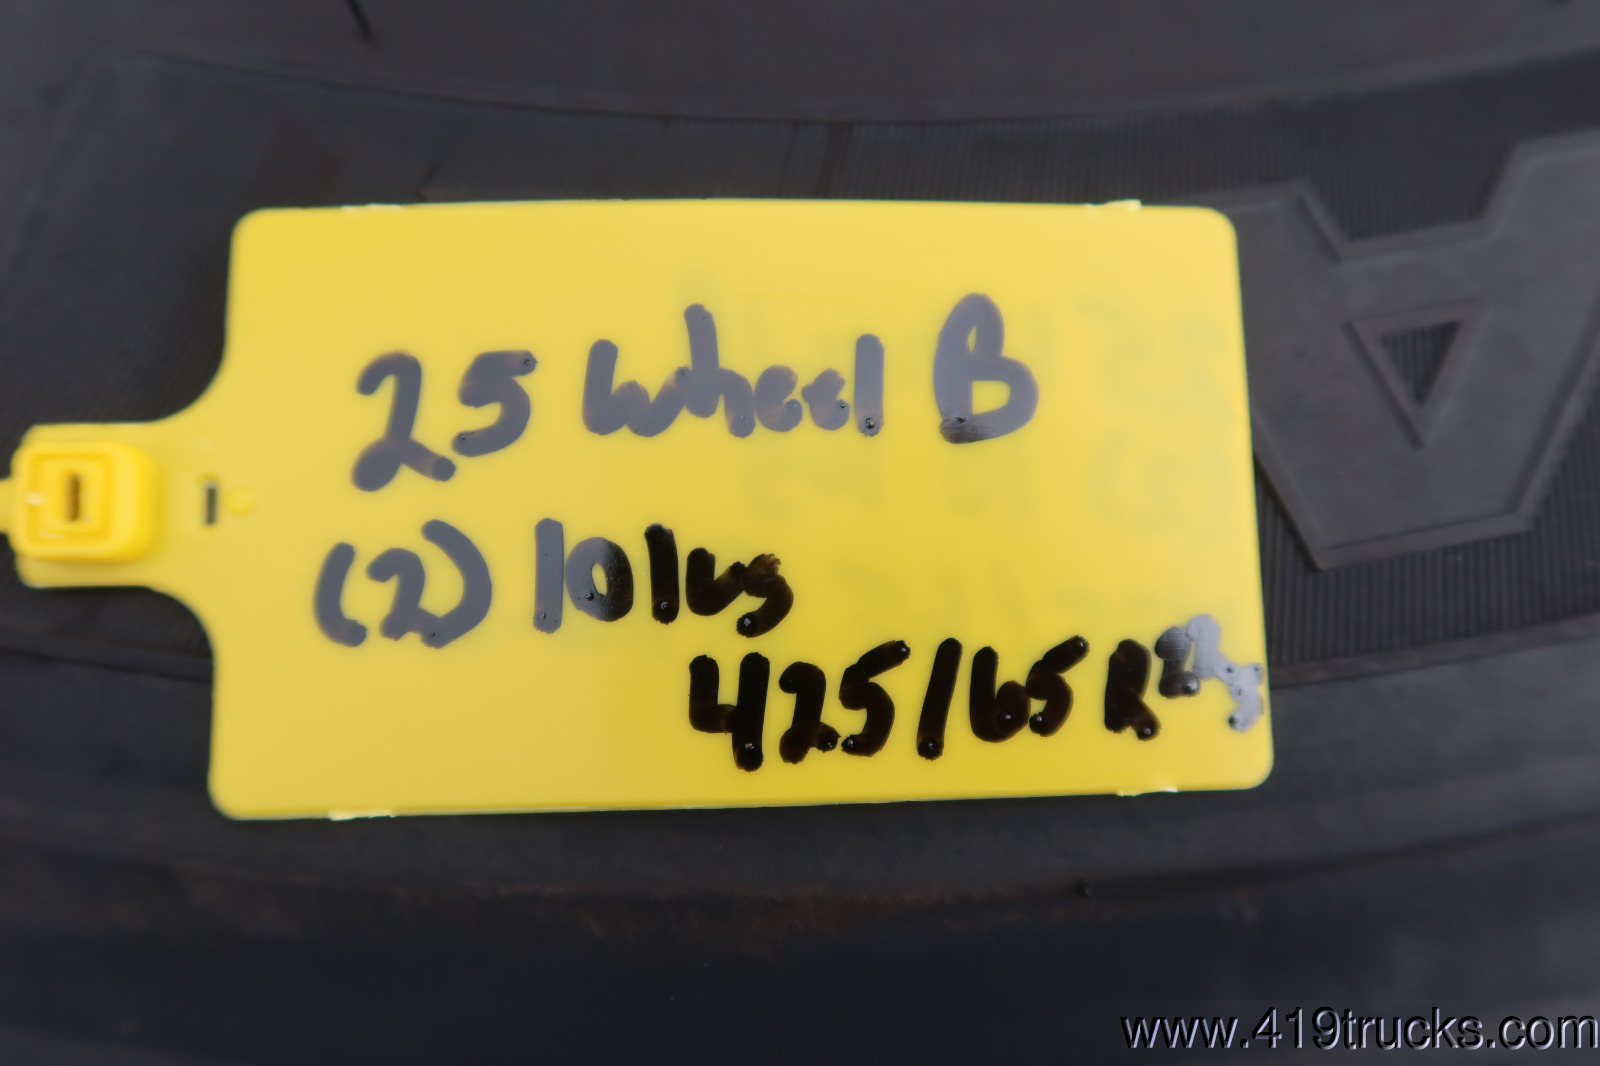 25 Wheel B
(2) 10 lug
425/65 R
A
www.419trucks.com